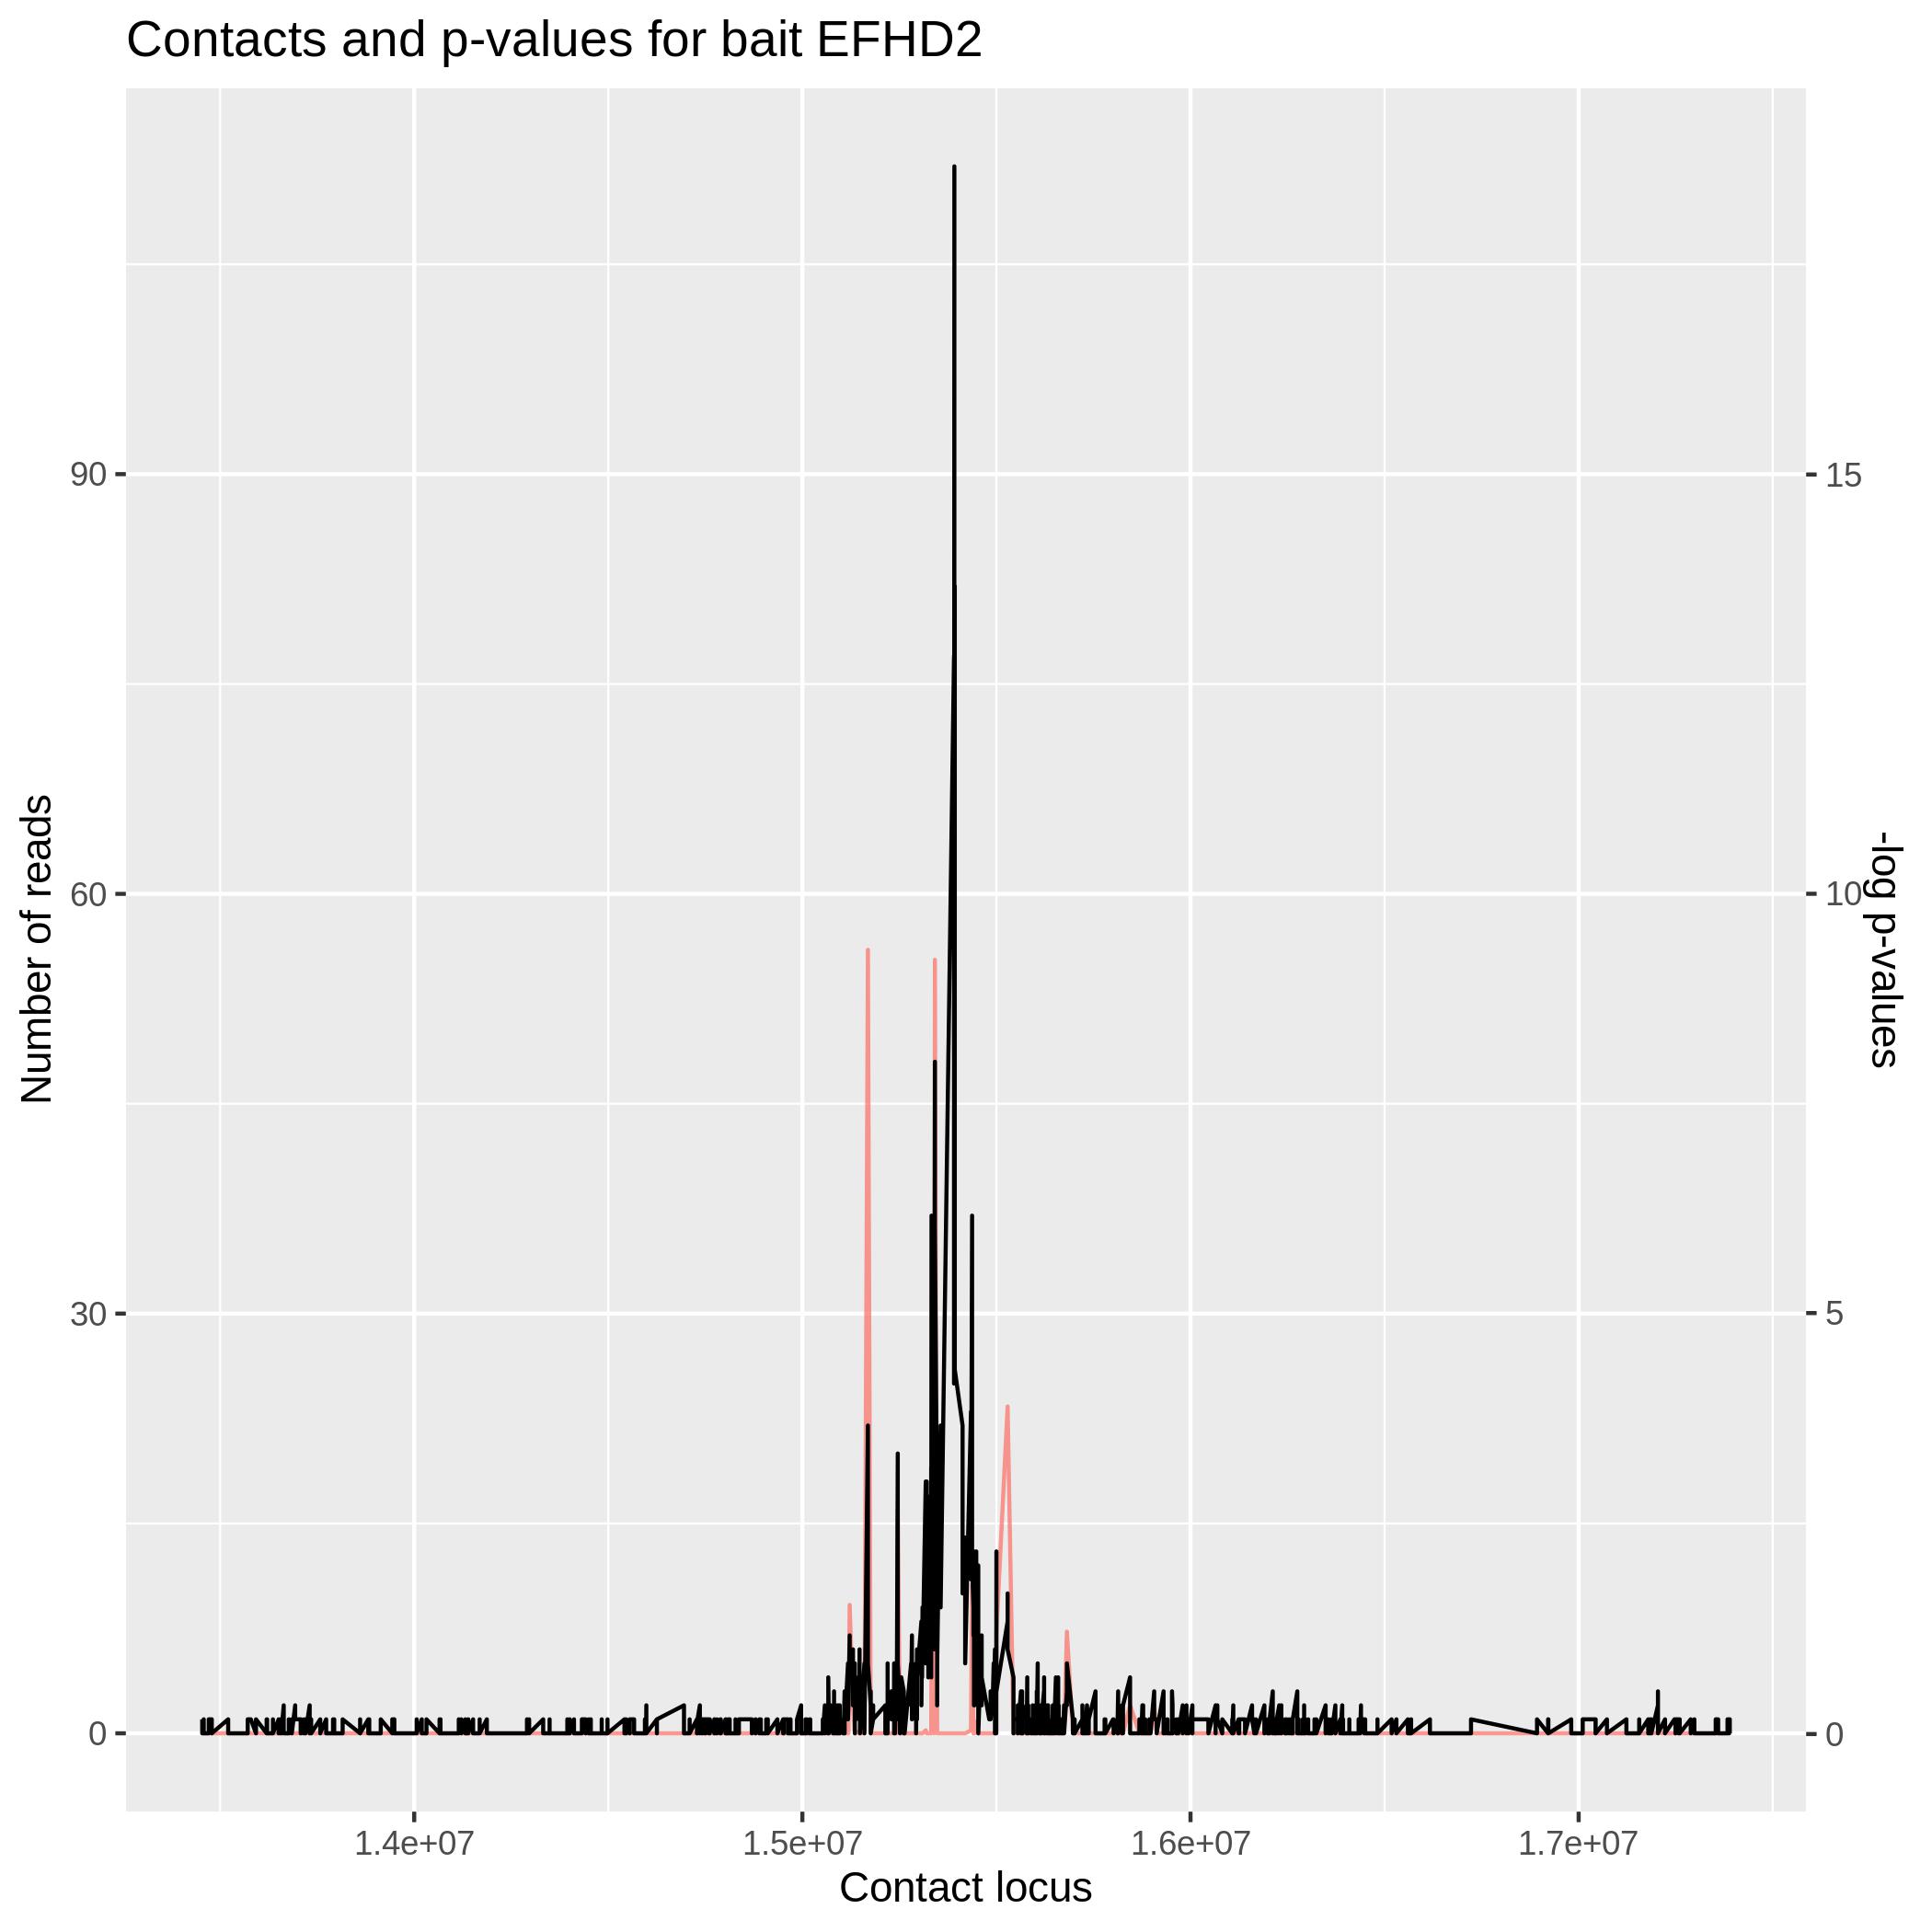 Contacts and p-values for bait EFHD2
Number of reads
90
60
30
0
15
10
5
0
-log p-values
1.4e+07
1.5e+07
1.6e+07
1.7e+07
Contact locus